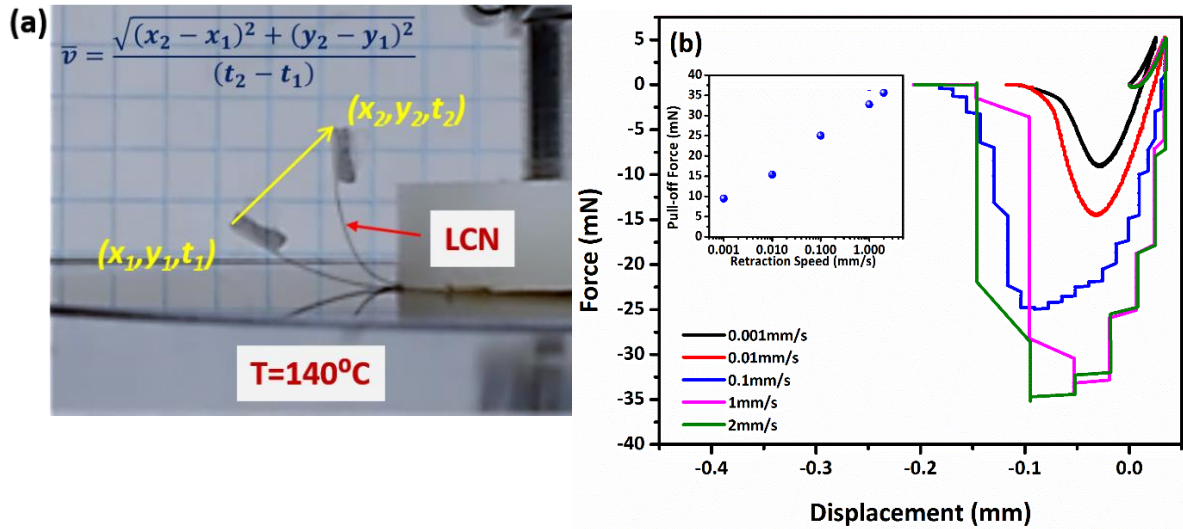 (a)
v̅ = √(x₂ − x₁)² + (y₂ − y₁)² / (t₂ − t₁)
(x₂,y₂,t₂)
LCN
(x₁,y₁,t₁)
T=140⁰C
(b)
Force (mN)
5
0
-5
-10
-15
-20
-25
-30
-35
-40
-0.4
-0.3
-0.2
-0.1
0.0
Displacement (mm)
Pull-off Force (mN)
40
35
30
25
20
15
10
5
0
0.001
0.010
0.100
1.000
Retraction Speed (mm/s)
0.001mm/s
0.01mm/s
0.1mm/s
1mm/s
2mm/s